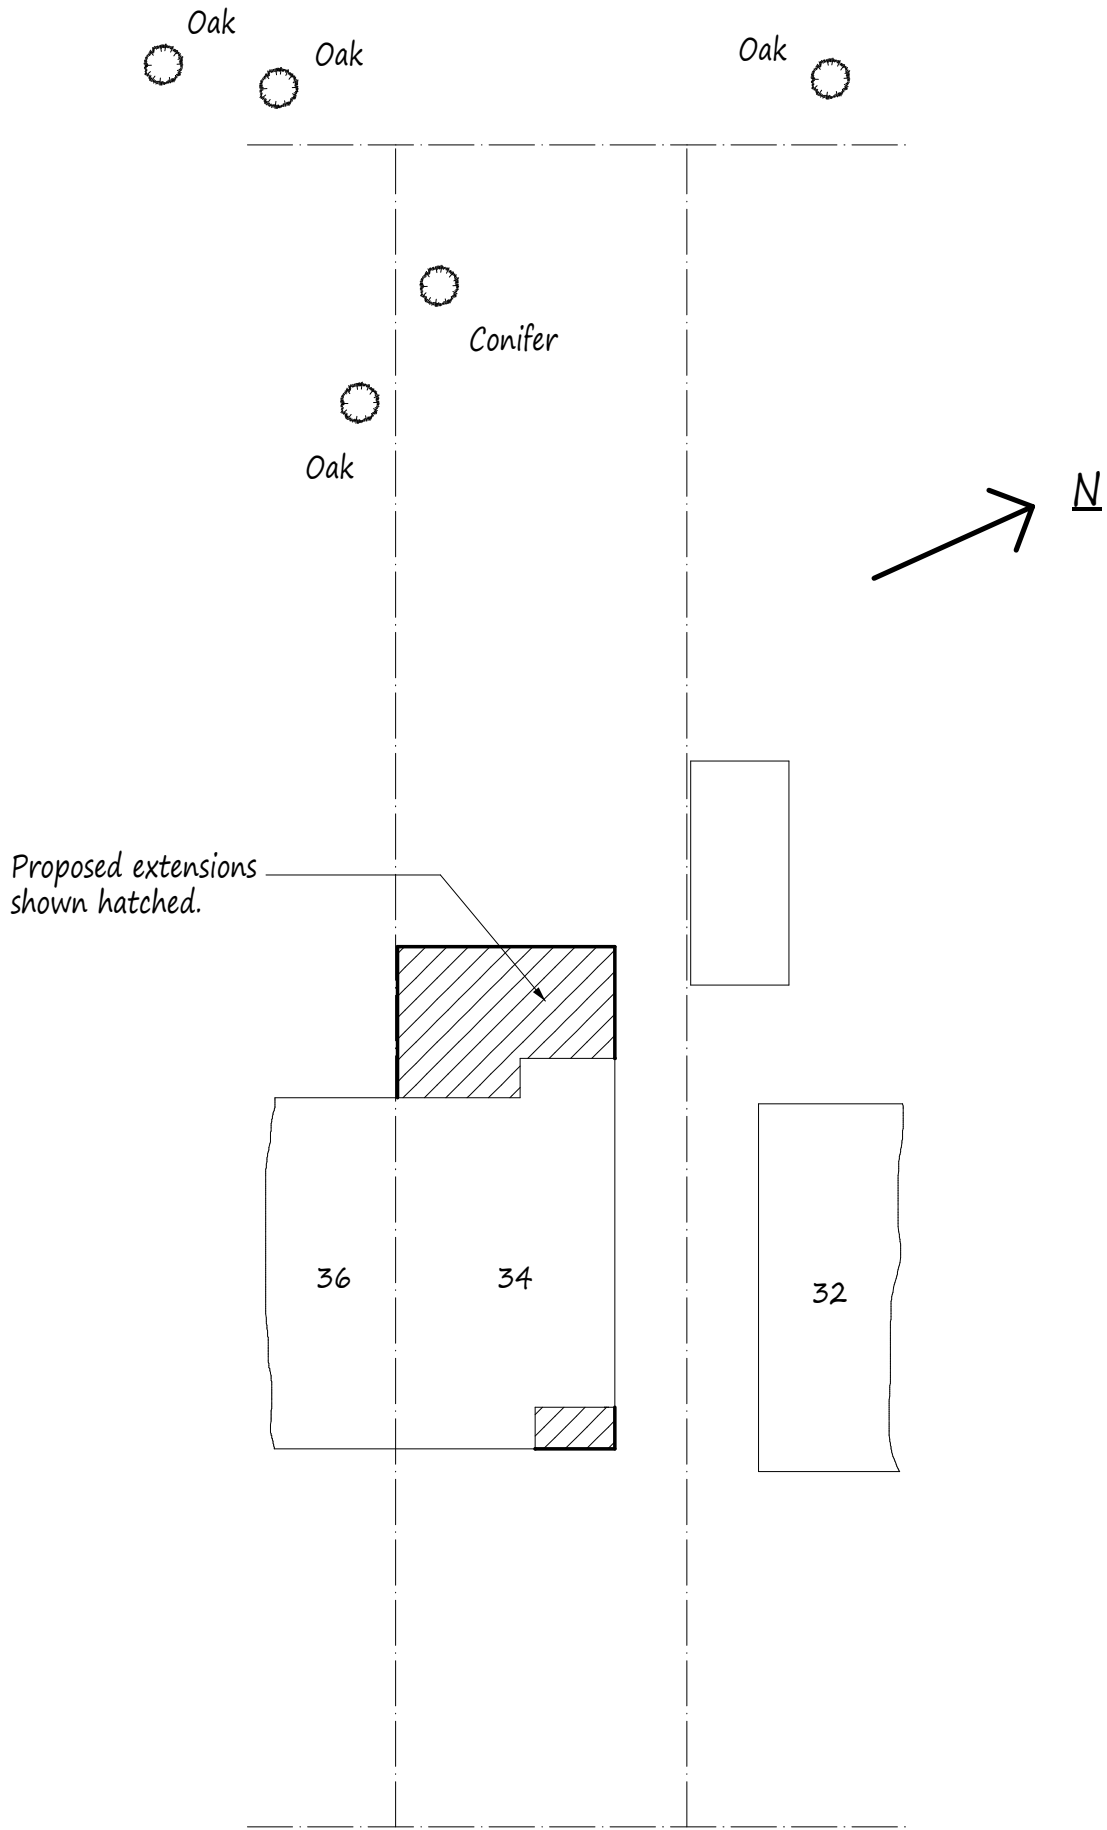 Oak
Oak
Oak
Conifer
Oak
N
Proposed extensions
shown hatched.
36
34
32